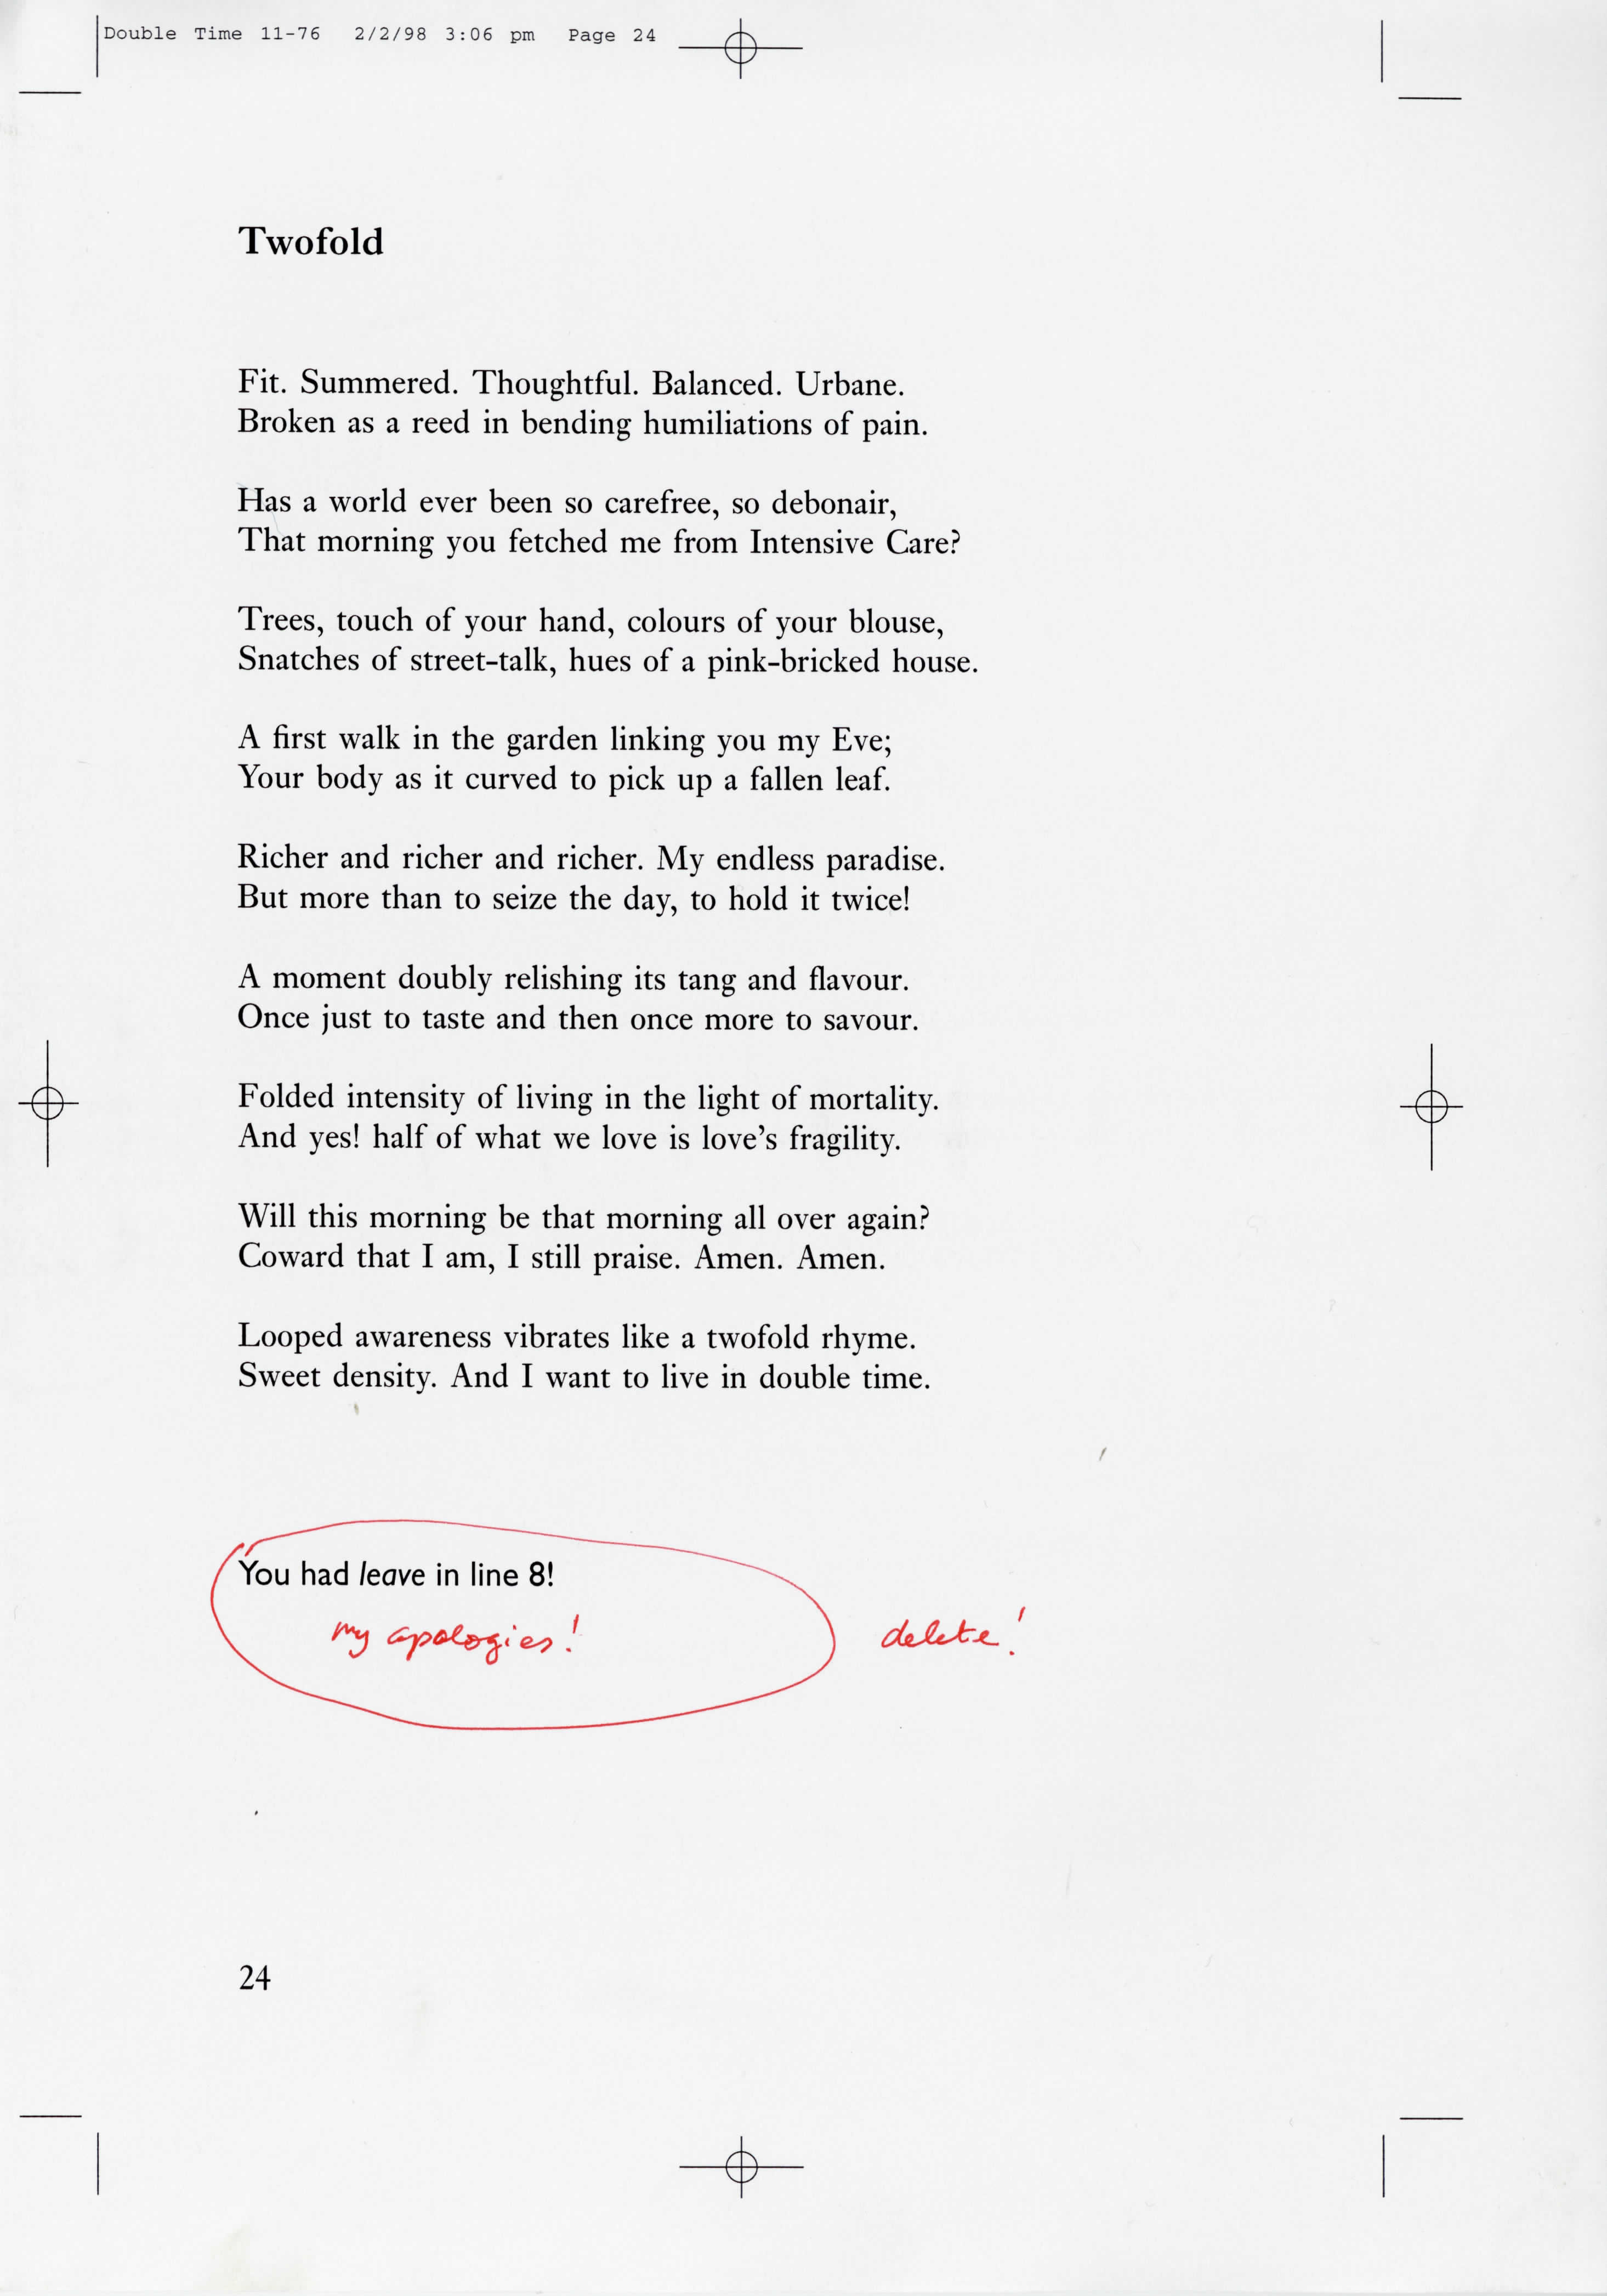 Double Time 11-76 2/2/98 3:06 pm Page 24
Twofold
Fit. Summered. Thoughtful. Balanced. Urbane.
Broken as a reed in bending humiliations of pain.
Has a world ever been so carefree, so debonair,
That morning you fetched me from Intensive Care?
Trees, touch of your hand, colours of your blouse,
Snatches of street-talk, hues of a pink-bricked house.
A first walk in the garden linking you my Eve;
Your body as it curved to pick up a fallen leaf.
Richer and richer and richer. My endless paradise.
But more than to seize the day, to hold it twice!
A moment doubly relishing its tang and flavour.
Once just to taste and then once more to savour.
Folded intensity of living in the light of mortality.
And yes! half of what we love is love’s fragility.
Will this morning be that morning all over again?
Coward that I am, I still praise. Amen. Amen.
Looped awareness vibrates like a twofold rhyme.
Sweet density. And I want to live in double time.
You had leave in line 8!
my apologies! delete!
24